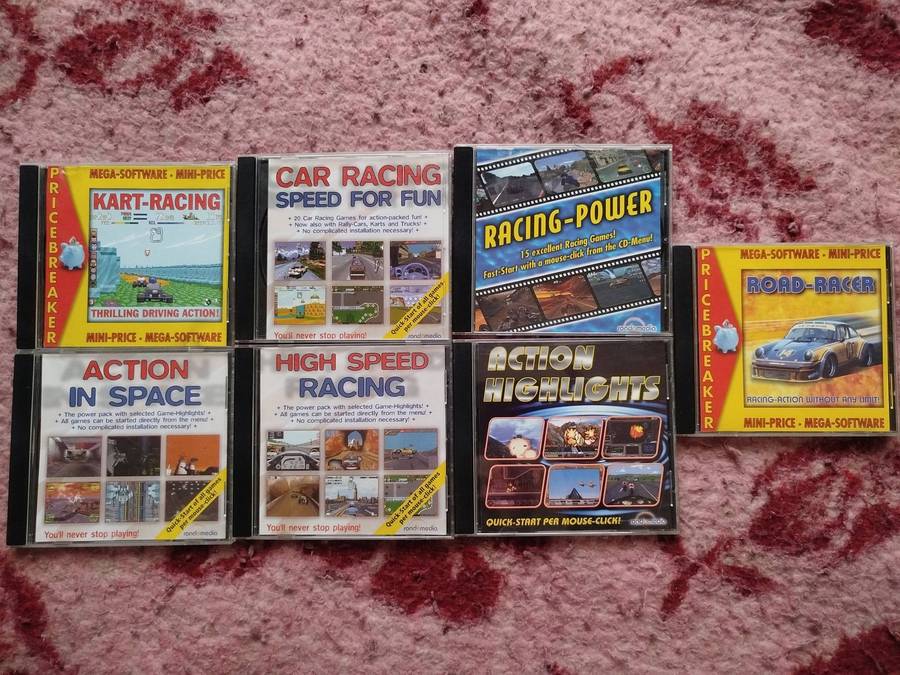 PRICEBREAKER
MEGA-SOFTWARE · MINI-PRICE
KART-RACING
THRILLING DRIVING ACTION!
MINI-PRICE · MEGA-SOFTWARE
CAR RACING
SPEED FOR FUN
+ 20 Car Racing Games for action-packed fun! +
+ Now also with Rally-Cars, Karts and Trucks! +
+ No complicated installation necessary! +
Quick-Start of all games
per mouse-click!
You'll never stop playing!
rondomedia
RACING-POWER
15 excellent Racing Games!
Fast-Start with a mouse-click from the CD-Menu!
rondomedia
PRICEBREAKER
MEGA-SOFTWARE · MINI-PRICE
ROAD-RACER
RACING-ACTION WITHOUT ANY LIMIT!
MINI-PRICE · MEGA-SOFTWARE
ACTION
IN SPACE
+ The power pack with selected Game-Highlights! +
+ All games can be started directly from the menu! +
+ No complicated installation necessary! +
Quick-Start of all games
per mouse-click!
You'll never stop playing!
rondomedia
HIGH SPEED
RACING
+ The power pack with selected Game-Highlights! +
+ All games can be started directly from the menu! +
+ No complicated installation necessary! +
Quick-Start of all games
per mouse-click!
You'll never stop playing!
rondomedia
ACTION
HIGHLIGHTS
QUICK-START PER MOUSE-CLICK!
rondomedia